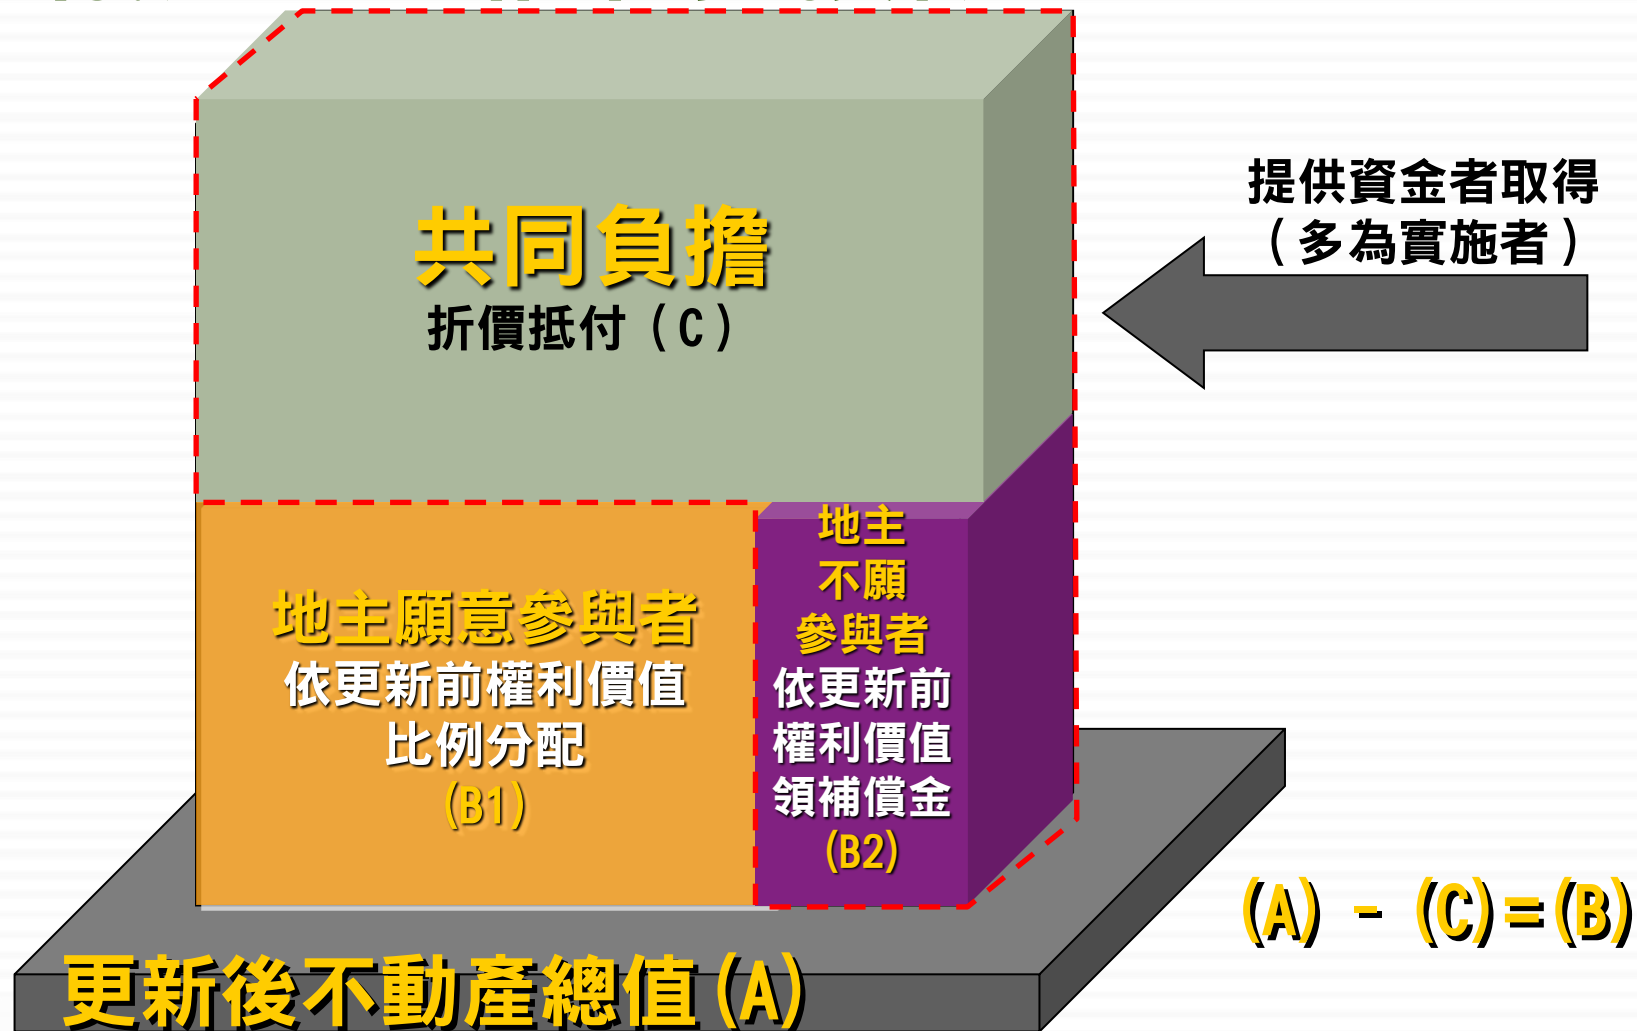 提供資金者取得
（多為實施者）
共同負擔
折價抵付（C）
地主願意參與者
依更新前權利價值
比例分配
(B1)
地主
不願
參與者
依更新前
權利價值
領補償金
(B2)
(A) - (C)=(B)
更新後不動產總值(A)